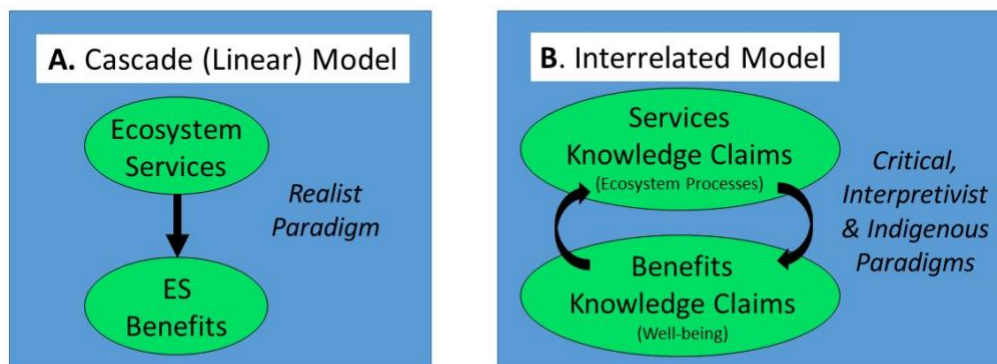 A. Cascade (Linear) Model
Ecosystem
Services
Realist
Paradigm
ES
Benefits
B. Interrelated Model
Services
Knowledge Claims
(Ecosystem Processes)
Critical,
Interpretivist
& Indigenous
Paradigms
Benefits
Knowledge Claims
(Well-being)